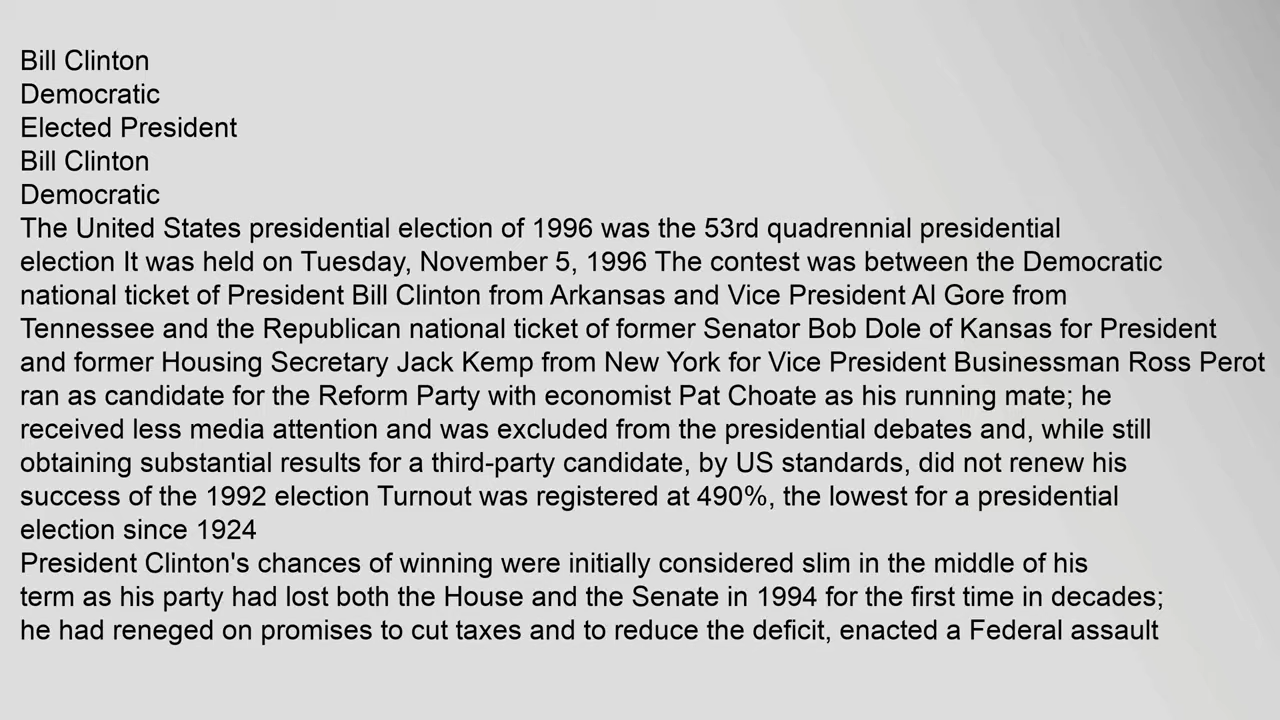 Bill Clinton
Democratic
Elected President
Bill Clinton
Democratic
The United States presidential election of 1996 was the 53rd quadrennial presidential
election It was held on Tuesday, November 5, 1996 The contest was between the Democratic
national ticket of President Bill Clinton from Arkansas and Vice President Al Gore from
Tennessee and the Republican national ticket of former Senator Bob Dole of Kansas for President
and former Housing Secretary Jack Kemp from New York for Vice President Businessman Ross Perot
ran as candidate for the Reform Party with economist Pat Choate as his running mate; he
received less media attention and was excluded from the presidential debates and, while still
obtaining substantial results for a third-party candidate, by US standards, did not renew his
success of the 1992 election Turnout was registered at 490%, the lowest for a presidential
election since 1924
President Clinton's chances of winning were initially considered slim in the middle of his
term as his party had lost both the House and the Senate in 1994 for the first time in decades;
he had reneged on promises to cut taxes and to reduce the deficit, enacted a Federal assault